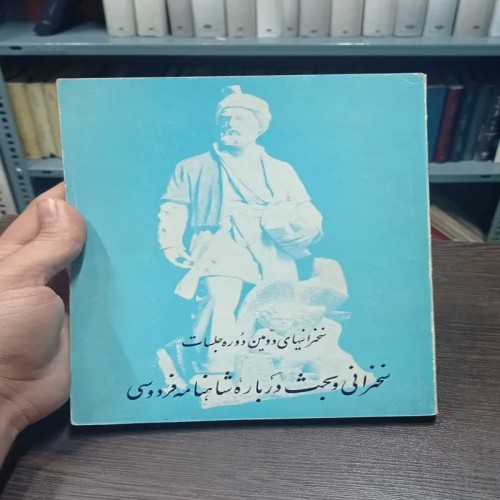 سخنرانیهای دومین دوره جلسات
سخنرانی و بحث درباره شاهنامه فردوسی